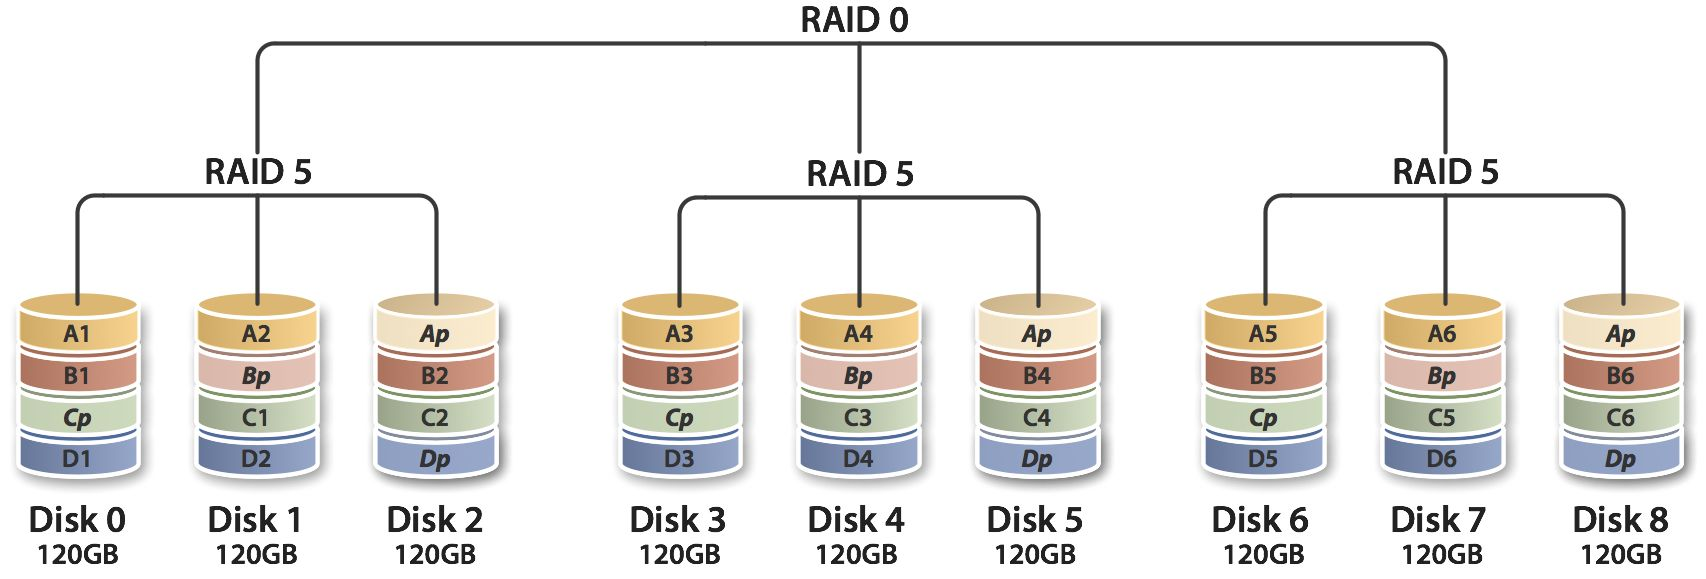 RAID 0
RAID 5 RAID 5 RAID 5
A1 A2 Ap A3 A4 Ap A5 A6 Ap
B1 Bp B2 B3 Bp B4 B5 Bp B6
Cp C1 C2 Cp C3 C4 Cp C5 C6
D1 D2 Dp D3 D4 Dp D5 D6 Dp
Disk 0 Disk 1 Disk 2 Disk 3 Disk 4 Disk 5 Disk 6 Disk 7 Disk 8
120GB 120GB 120GB 120GB 120GB 120GB 120GB 120GB 120GB